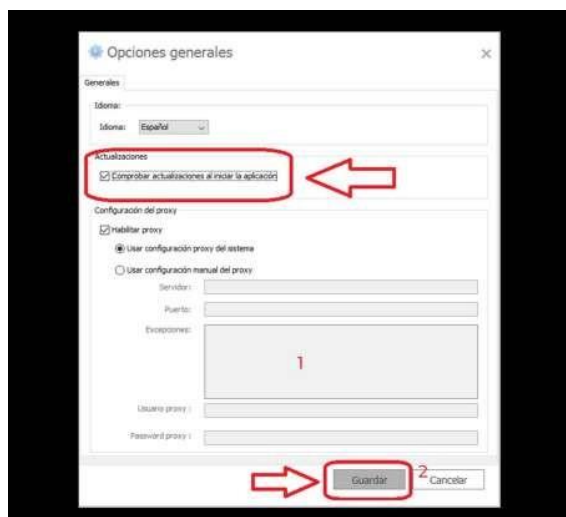 Opciones generales
Generales
Idioma:
Idioma: Español
Actualizaciones
Comprobar actualizaciones al iniciar la aplicación
Configuración del proxy
Habilitar proxy
Usar configuración proxy del sistema
Usar configuración manual del proxy
Servidor:
Puerto:
Excepciones:
1
Usuario proxy :
Password proxy :
Guardar
2
Cancelar